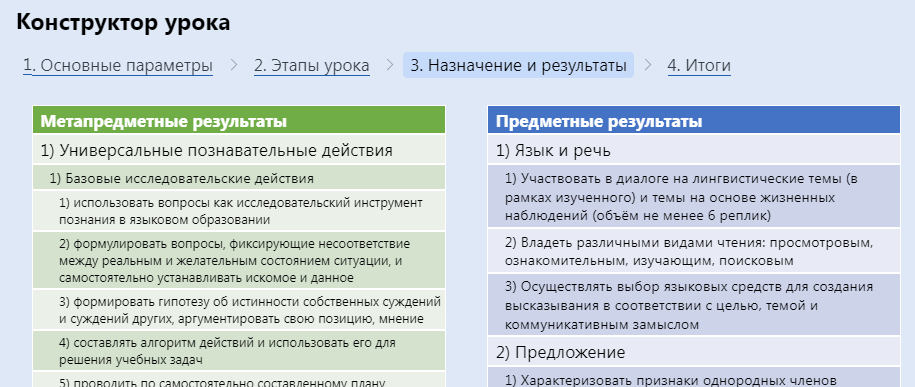 Конструктор урока
1. Основные параметры
2. Этапы урока
3. Назначение и результаты
4. Итоги
Метапредметные результаты
1) Универсальные познавательные действия
1) Базовые исследовательские действия
1) использовать вопросы как исследовательский инструмент
познания в языковом образовании
2) формулировать вопросы, фиксирующие несоответствие
между реальным и желательным состоянием ситуации, и
самостоятельно устанавливать искомое и данное
3) формировать гипотезу об истинности собственных суждений
и суждений других, аргументировать свою позицию, мнение
4) составлять алгоритм действий и использовать его для
решения учебных задач
5) проводить по самостоятельно составленному плану
Предметные результаты
1) Язык и речь
1) Участвовать в диалоге на лингвистические темы (в
рамках изученного) и темы на основе жизненных
наблюдений (объём не менее 6 реплик)
2) Владеть различными видами чтения: просмотровым,
ознакомительным, изучающим, поисковым
3) Осуществлять выбор языковых средств для создания
высказывания в соответствии с целью, темой и
коммуникативным замыслом
2) Предложение
1) Характеризовать признаки однородных членов